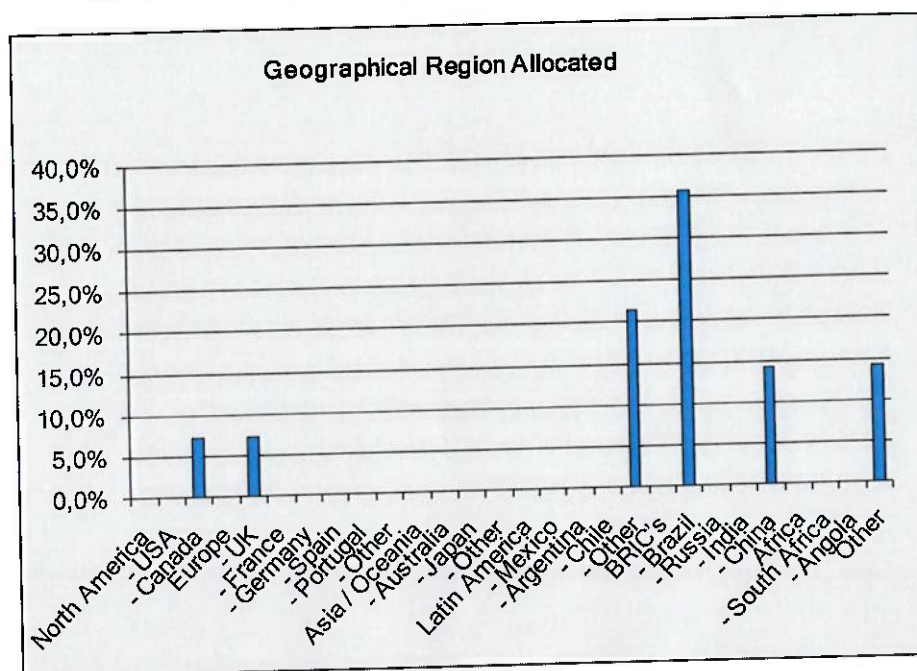 Geographical Region Allocated
40,0%
35,0%
30,0%
25,0%
20,0%
15,0%
10,0%
5,0%
0,0%
North America
- USA
- Canada
Europe
- UK
- France
- Germany
- Spain
- Portugal
- Other
Asia / Oceania
- Australia
- Japan
- Other
Latin America
- Mexico
- Argentina
- Chile
- Other
BRIC's
- Brazil
- Russia
- India
- China
Africa
- South Africa
- Angola
Other